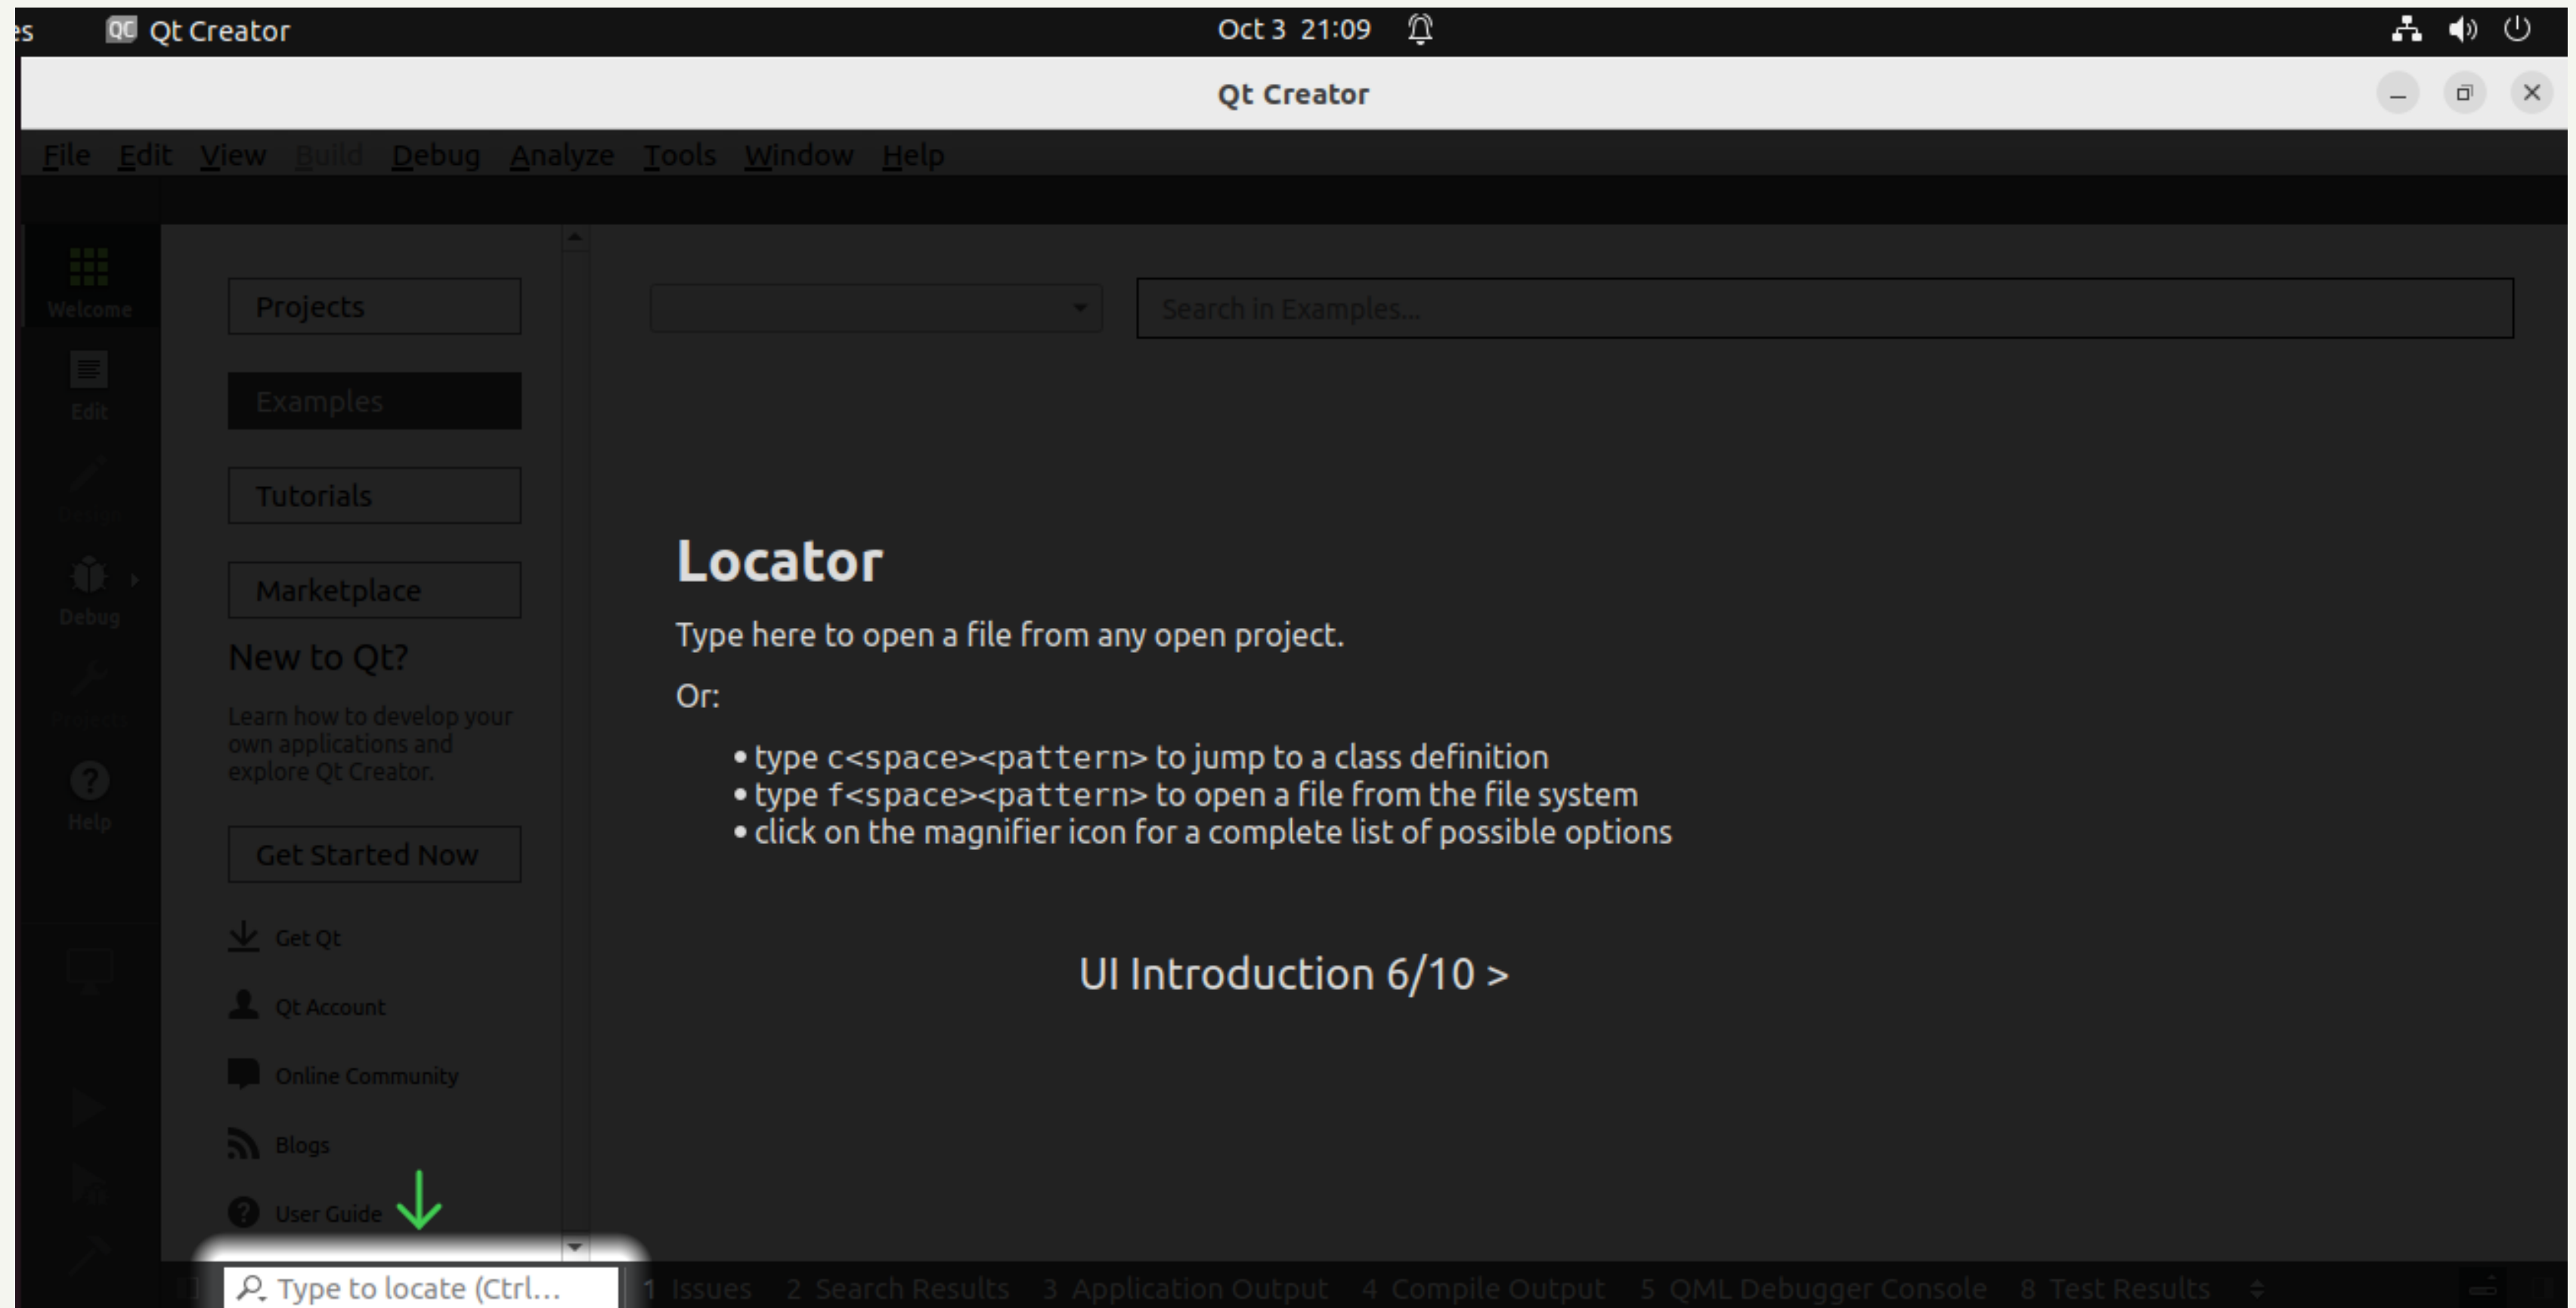 es Qt Creator Oct 3 21:09
Qt Creator
File Edit View Build Debug Analyze Tools Window Help
Welcome
Edit
Design
Debug
Projects
Help
Projects
Examples
Tutorials
Marketplace
New to Qt?
Learn how to develop your
own applications and
explore Qt Creator.
Get Started Now
Get Qt
Qt Account
Online Community
Blogs
User Guide
Search in Examples...
Locator
Type here to open a file from any open project.
Or:
• type c<space><pattern> to jump to a class definition
• type f<space><pattern> to open a file from the file system
• click on the magnifier icon for a complete list of possible options
UI Introduction 6/10 >
Type to locate (Ctrl... 1 Issues 2 Search Results 3 Application Output 4 Compile Output 5 QML Debugger Console 8 Test Results